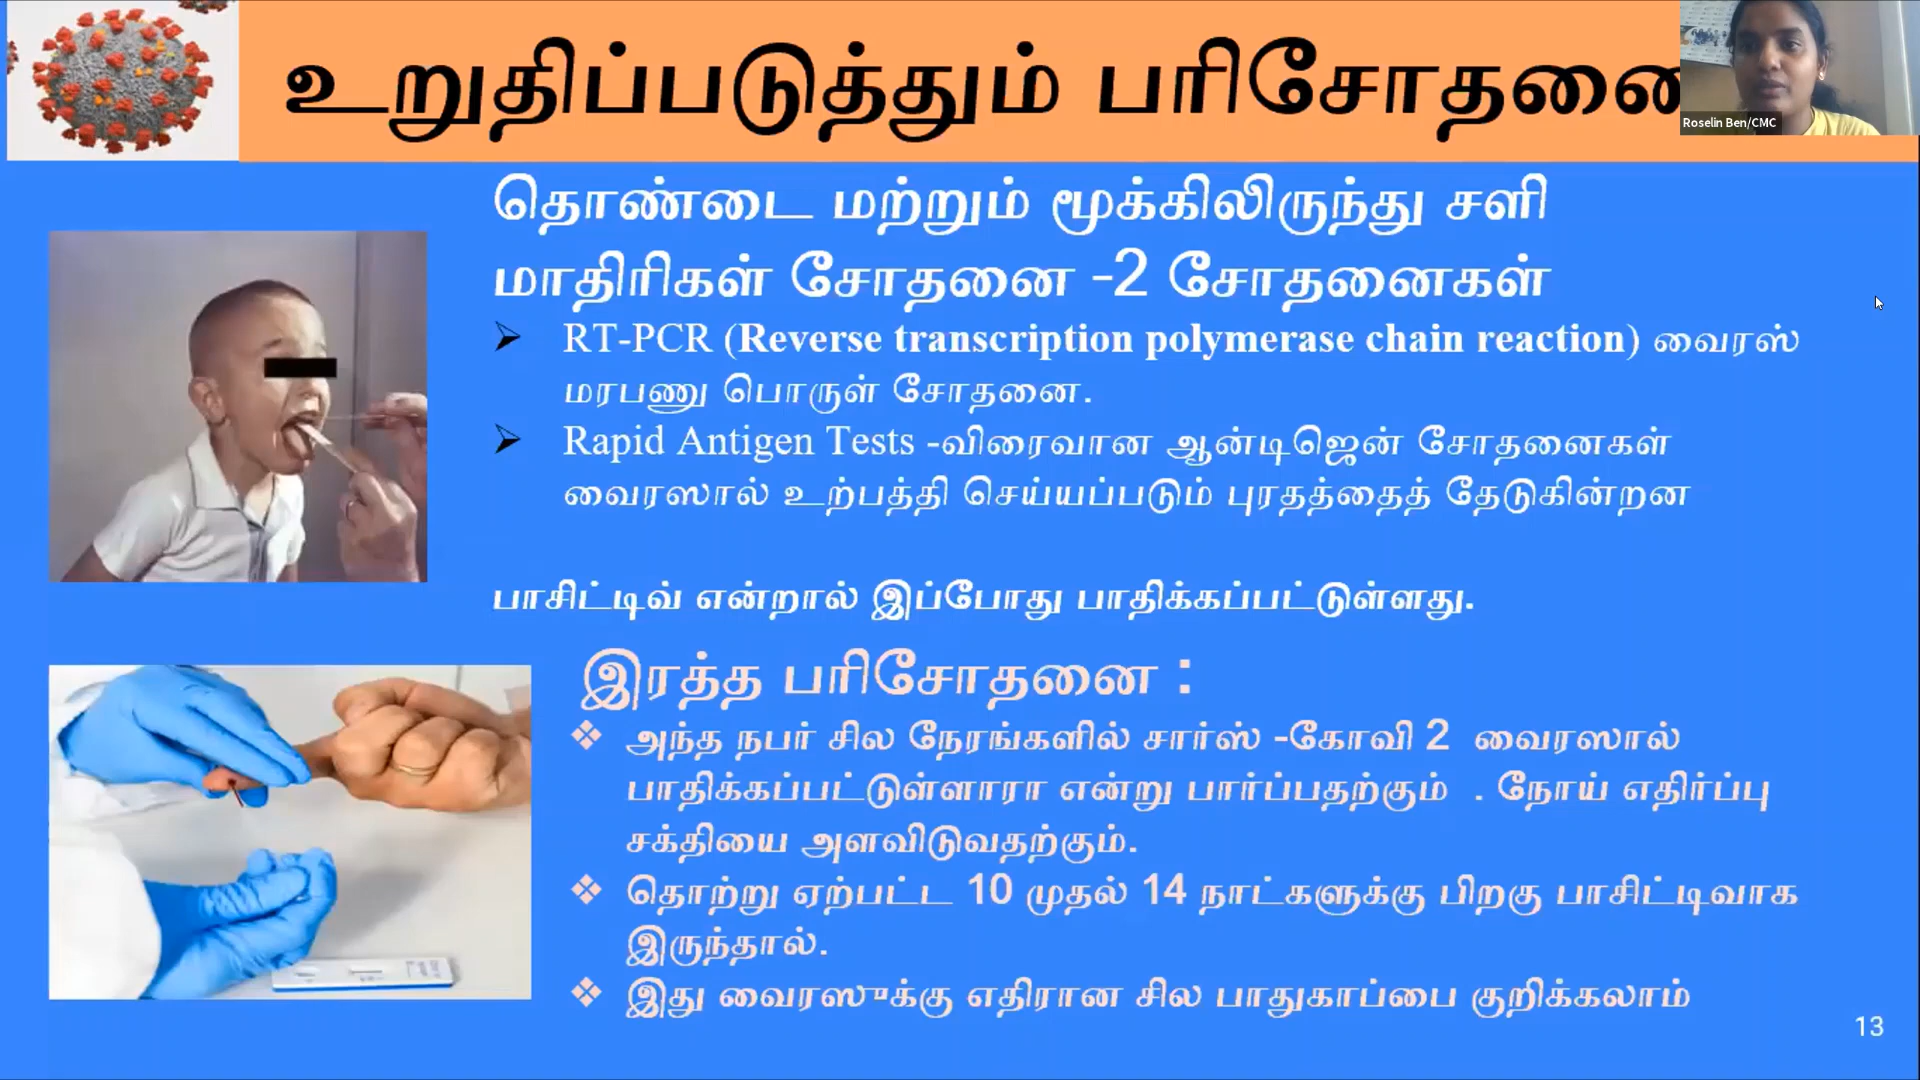 உறுதிப்படுத்தும் பரிசோதனை
Roselin Ben/CMC
தொண்டை மற்றும் மூக்கிலிருந்து சளி
மாதிரிகள் சோதனை -2 சோதனைகள்
➢ RT-PCR (Reverse transcription polymerase chain reaction) வைரஸ்
மரபணு பொருள் சோதனை.
➢ Rapid Antigen Tests -விரைவான ஆன்டிஜென் சோதனைகள்
வைரஸால் உற்பத்தி செய்யப்படும் புரதத்தைத் தேடுகின்றன
பாசிட்டிவ் என்றால் இப்போது பாதிக்கப்பட்டுள்ளது.
இரத்த பரிசோதனை :
❖ அந்த நபர் சில நேரங்களில் சார்ஸ் -கோவி 2 வைரஸால்
பாதிக்கப்பட்டுள்ளாரா என்று பார்ப்பதற்கும் . நோய் எதிர்ப்பு
சக்தியை அளவிடுவதற்கும்.
❖ தொற்று ஏற்பட்ட 10 முதல் 14 நாட்களுக்கு பிறகு பாசிட்டிவாக
இருந்தால்.
❖ இது வைரஸுக்கு எதிரான சில பாதுகாப்பை குறிக்கலாம்
13